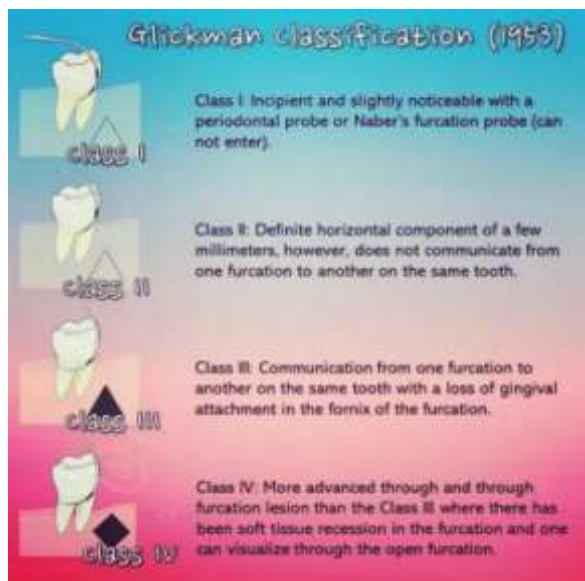 Glickman Classification (1953)
Class I: Incipient and slightly noticeable with a
periodontal probe or Naber's furcation probe (can
not enter).
class I
Class II: Definite horizontal component of a few
millimeters, however, does not communicate from
one furcation to another on the same tooth.
class II
Class III: Communication from one furcation to
another on the same tooth with a loss of gingival
attachment in the fornix of the furcation.
class III
Class IV: More advanced through and through
furcation lesion than the Class III where there has
been soft tissue recession in the furcation and one
can visualize through the open furcation.
class IV